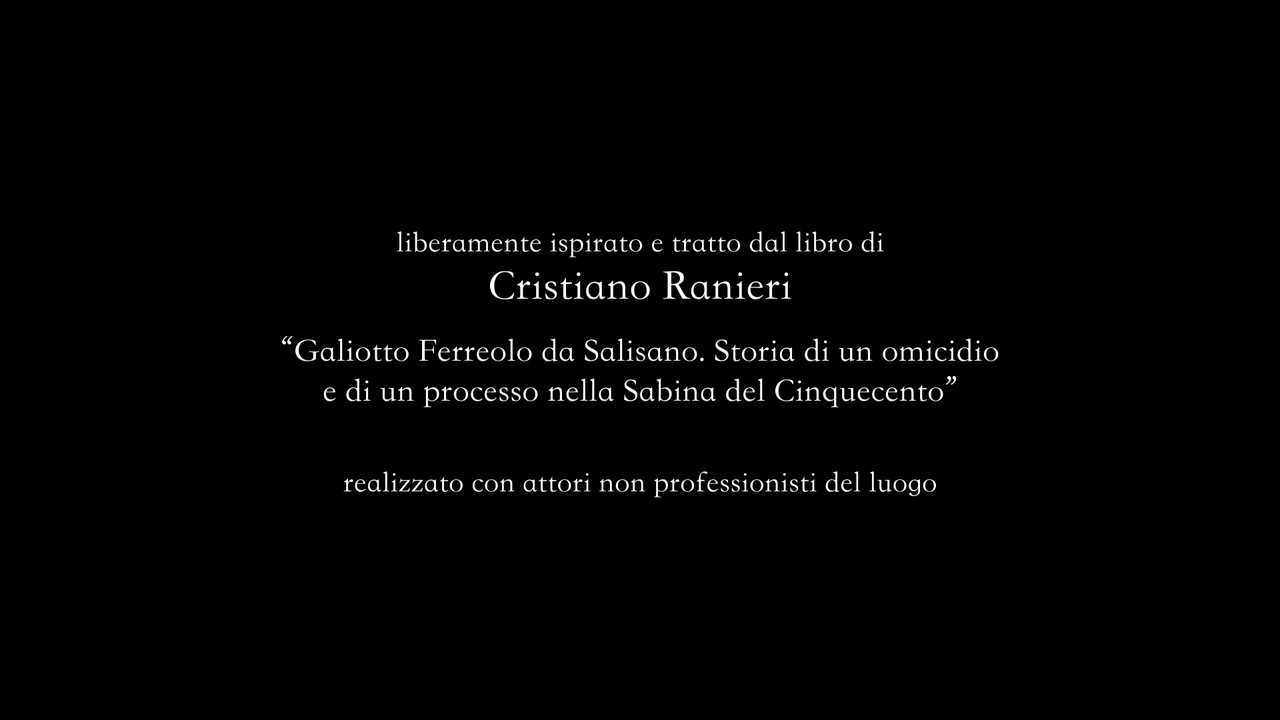 liberamente ispirato e tratto dal libro di
Cristiano Ranieri
“Galiotto Ferreolo da Salisano. Storia di un omicidio
e di un processo nella Sabina del Cinquecento”
realizzato con attori non professionisti del luogo